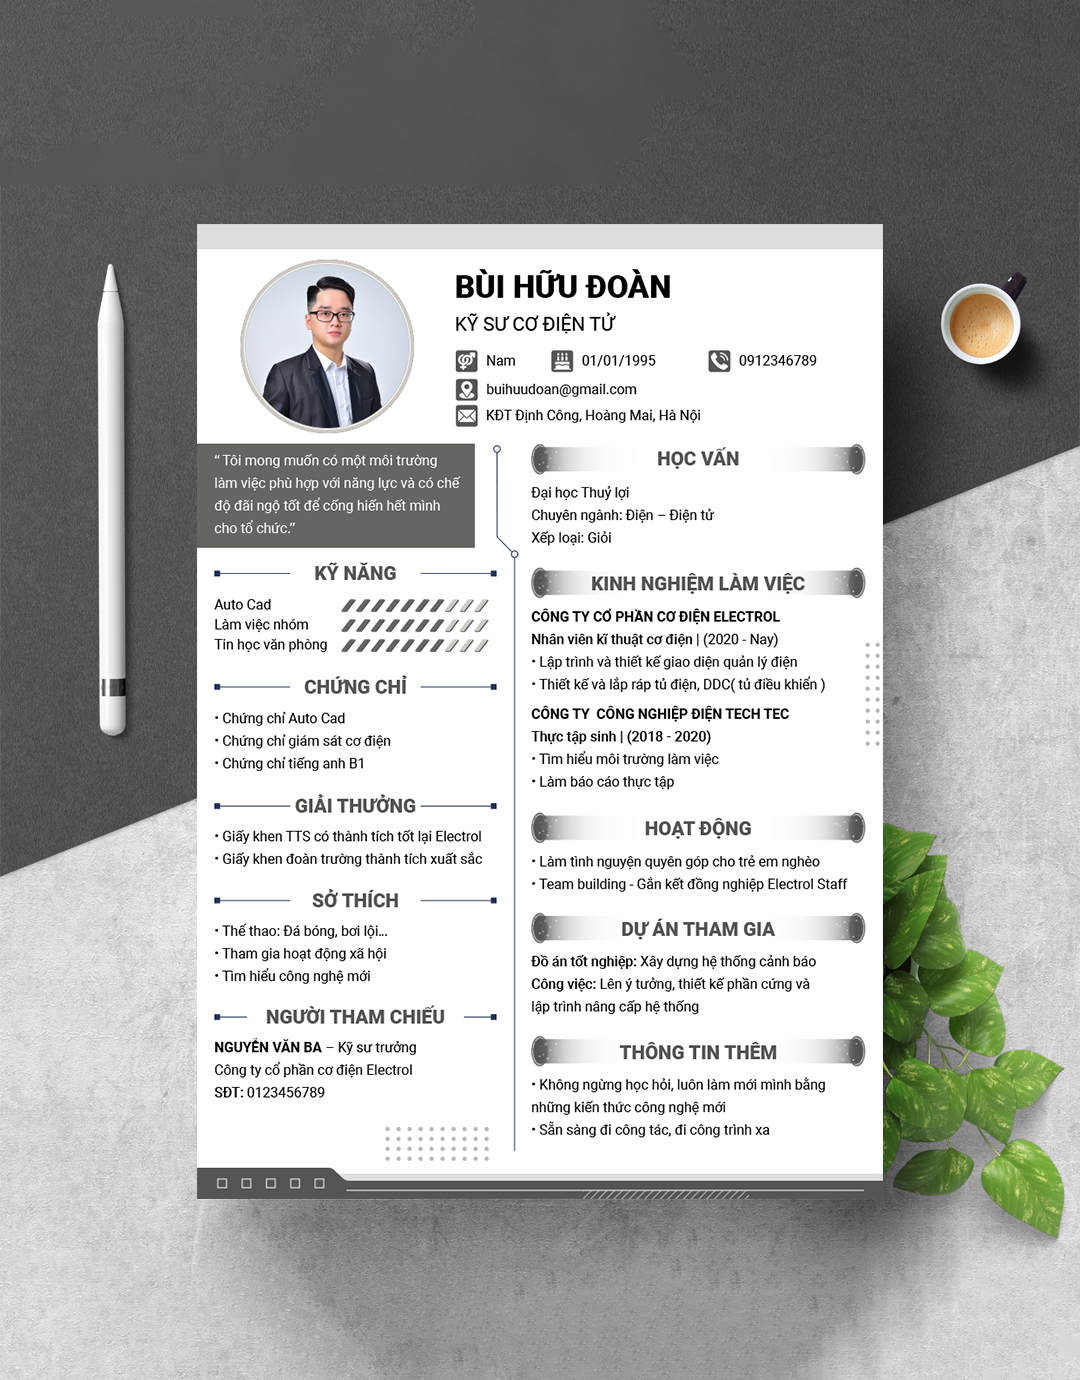 BÙI HỮU ĐOÀN
KỸ SƯ CƠ ĐIỆN TỬ
Nam 01/01/1995 0912346789
buihuudoan@gmail.com
KĐT Định Công, Hoàng Mai, Hà Nội
“ Tôi mong muốn có một môi trường
làm việc phù hợp với năng lực và có chế
độ đãi ngộ tốt để cống hiến hết mình
cho tổ chức.”
KỸ NĂNG
Auto Cad
Làm việc nhóm
Tin học văn phòng
CHỨNG CHỈ
• Chứng chỉ Auto Cad
• Chứng chỉ giám sát cơ điện
• Chứng chỉ tiếng anh B1
GIẢI THƯỞNG
• Giấy khen TTS có thành tích tốt lại Electrol
• Giấy khen đoàn trường thành tích xuất sắc
SỞ THÍCH
• Thể thao: Đá bóng, bơi lội...
• Tham gia hoạt động xã hội
• Tìm hiểu công nghệ mới
NGƯỜI THAM CHIẾU
NGUYỄN VĂN BA – Kỹ sư trưởng
Công ty cổ phần cơ điện Electrol
SĐT: 0123456789
HỌC VẤN
Đại học Thuỷ lợi
Chuyên ngành: Điện – Điện tử
Xếp loại: Giỏi
KINH NGHIỆM LÀM VIỆC
CÔNG TY CỔ PHẦN CƠ ĐIỆN ELECTROL
Nhân viên kĩ thuật cơ điện | (2020 - Nay)
• Lập trình và thiết kế giao diện quản lý điện
• Thiết kế và lắp ráp tủ điện, DDC( tủ điều khiển )
CÔNG TY CÔNG NGHIỆP ĐIỆN TECH TEC
Thực tập sinh | (2018 - 2020)
• Tìm hiểu môi trường làm việc
• Làm báo cáo thực tập
HOẠT ĐỘNG
• Làm tình nguyện quyên góp cho trẻ em nghèo
• Team building - Gắn kết đồng nghiệp Electrol Staff
DỰ ÁN THAM GIA
Đồ án tốt nghiệp: Xây dựng hệ thống cảnh báo
Công việc: Lên ý tưởng, thiết kế phần cứng và
lập trình nâng cấp hệ thống
THÔNG TIN THÊM
• Không ngừng học hỏi, luôn làm mới mình bằng
những kiến thức công nghệ mới
• Sẵn sàng đi công tác, đi công trình xa